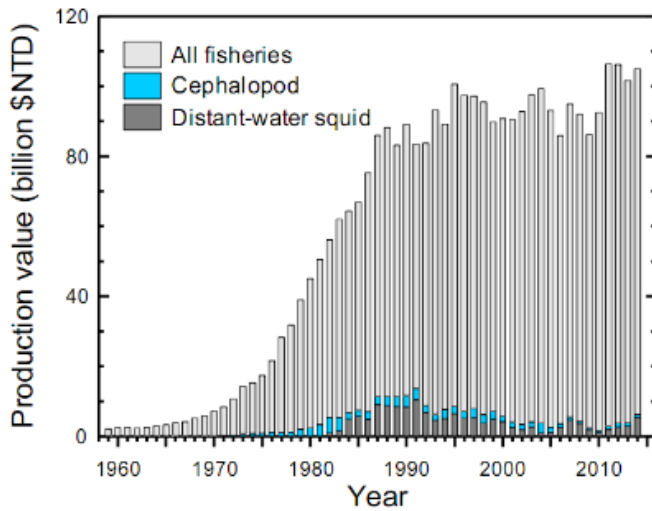 120
All fisheries
Cephalopod
Distant-water squid
80
40
0
Production value (billion $NTD)
1960 1970 1980 1990 2000 2010
Year